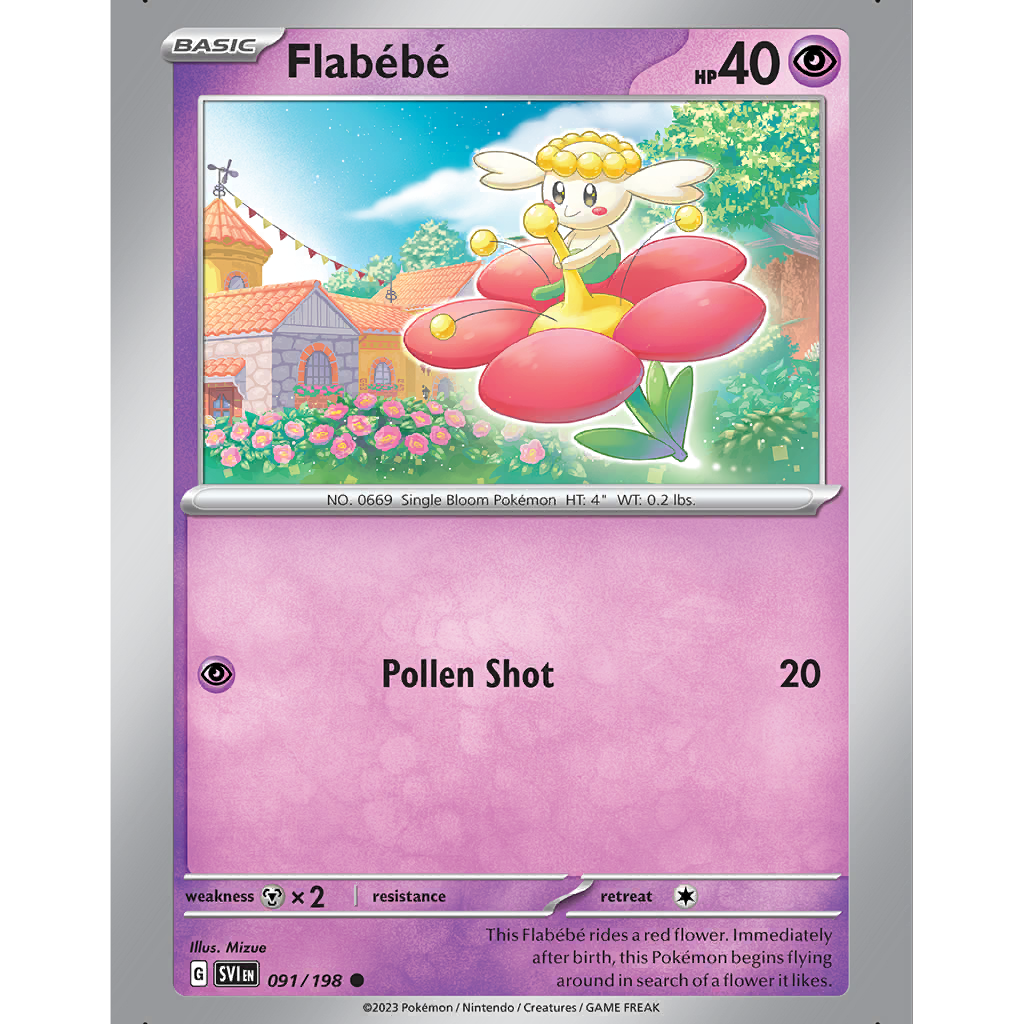 BASIC Flabébé HP 40
NO. 0669 Single Bloom Pokémon HT: 4" WT: 0.2 lbs.
Pollen Shot 20
weakness ×2 resistance retreat
Illus. Mizue
This Flabébé rides a red flower. Immediately
after birth, this Pokémon begins flying
around in search of a flower it likes.
G SVI EN 091/198
©2023 Pokémon / Nintendo / Creatures / GAME FREAK